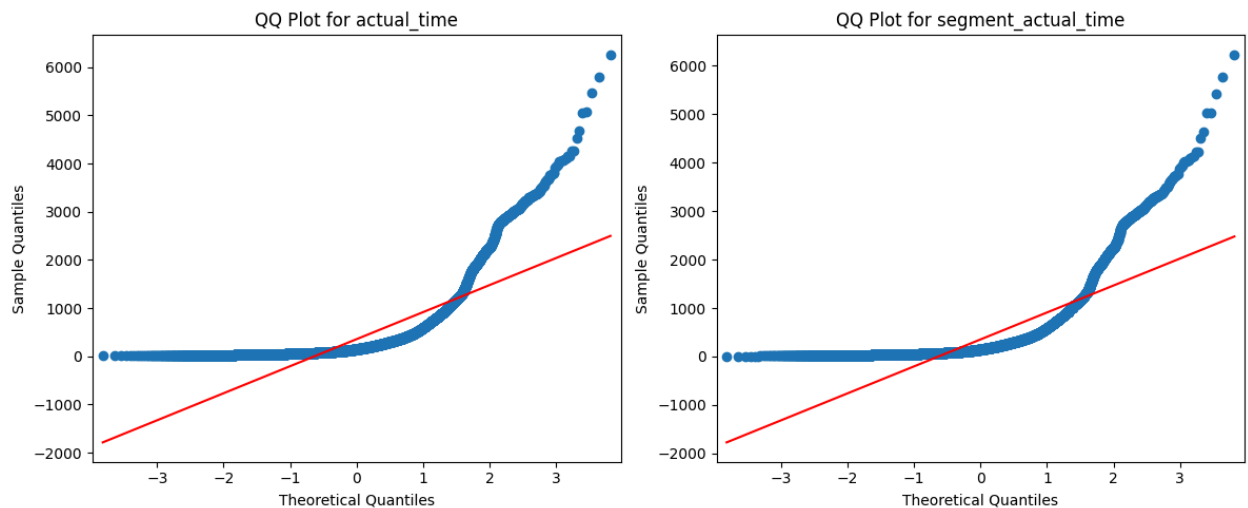 QQ Plot for actual_time
6000
5000
4000
3000
2000
1000
0
−1000
−2000
Sample Quantiles
−3 −2 −1 0 1 2 3
Theoretical Quantiles
QQ Plot for segment_actual_time
6000
5000
4000
3000
2000
1000
0
−1000
−2000
Sample Quantiles
−3 −2 −1 0 1 2 3
Theoretical Quantiles